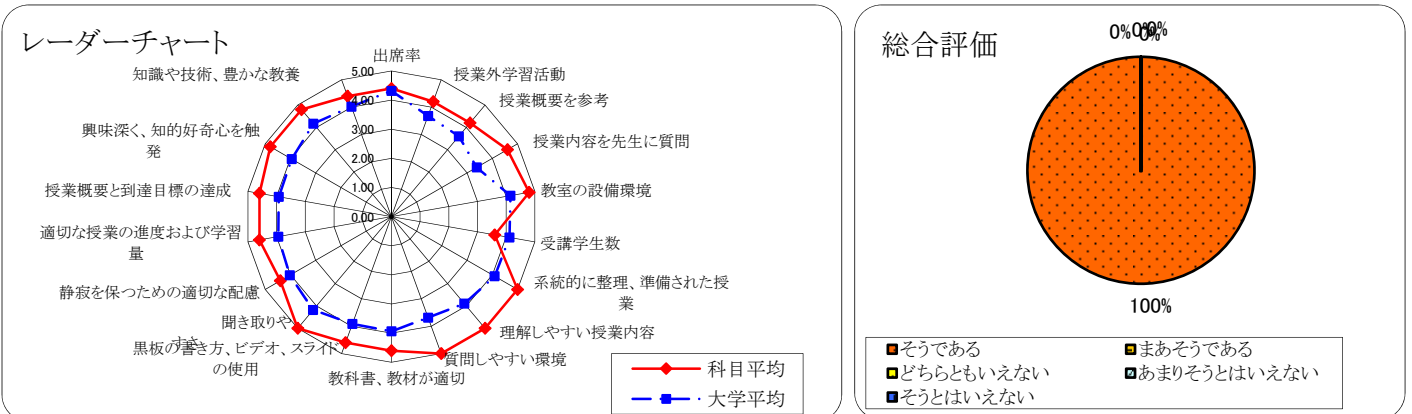 レーダーチャート
出席率
授業外学習活動
授業概要を参考
授業内容を先生に質問
教室の設備環境
受講学生数
系統的に整理、準備された授
業
理解しやすい授業内容
質問しやすい環境
教科書、教材が適切
黒板の書き方、ビデオ、スライド
の使用
聞き取りや
すさ
静寂を保つための適切な配慮
適切な授業の進度および学習
量
授業概要と到達目標の達成
興味深く、知的好奇心を触
発
知識や技術、豊かな教養
5.00
4.00
3.00
2.00
1.00
0.00
科目平均
大学平均
総合評価
0%
0%
0%
0%
100%
そうである
まあそうである
どちらともいえない
あまりそうとはいえない
そうとはいえない